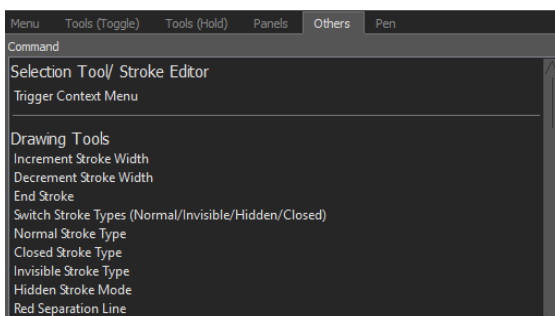 Menu Tools (Toggle) Tools (Hold) Panels Others Pen
Command
Selection Tool/ Stroke Editor
Trigger Context Menu
Drawing Tools
Increment Stroke Width
Decrement Stroke Width
End Stroke
Switch Stroke Types (Normal/Invisible/Hidden/Closed)
Normal Stroke Type
Closed Stroke Type
Invisible Stroke Type
Hidden Stroke Mode
Red Separation Line